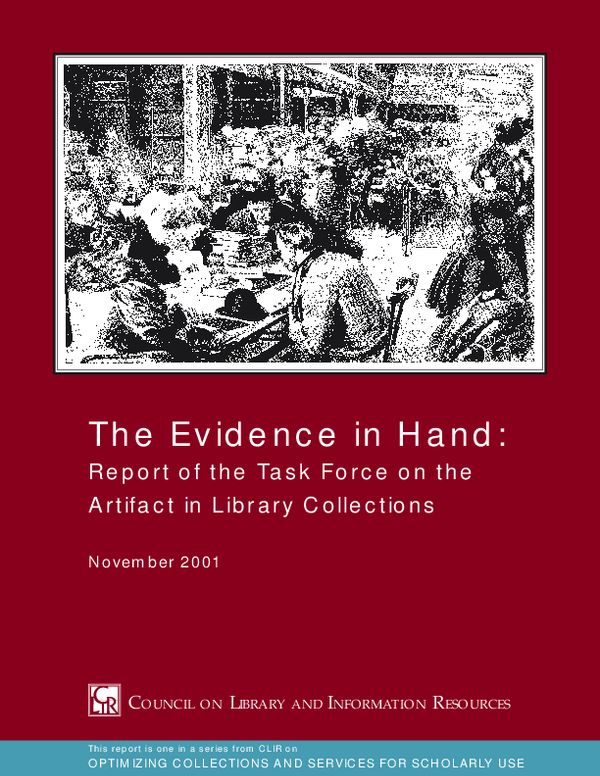 The Evidence in Hand:
Report of the Task Force on the
Artifact in Library Collections
November 2001
CLIR COUNCIL ON LIBRARY AND INFORMATION RESOURCES
This report is one in a series from CLIR on
OPTIMIZING COLLECTIONS AND SERVICES FOR SCHOLARLY USE